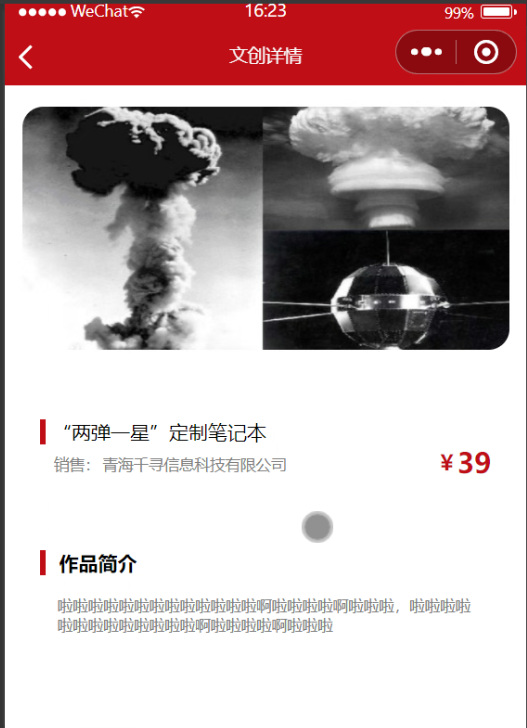 WeChat 16:23 99%
文创详情
“两弹一星”定制笔记本
销售：青海千寻信息科技有限公司
¥39
作品简介
啦啦啦啦啦啦啦啦啦啦啦啦啦啊啦啦啦啦啊啦啦啦，啦啦啦啦
啦啦啦啦啦啦啦啦啦啊啦啦啦啦啊啦啦啦